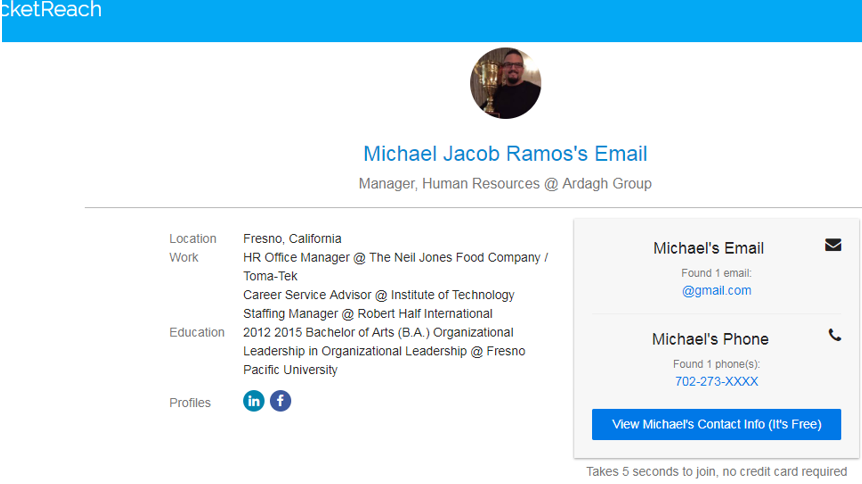 cketReach
Michael Jacob Ramos's Email
Manager, Human Resources @ Ardagh Group
Location Fresno, California
Work HR Office Manager @ The Neil Jones Food Company /
Toma-Tek
Career Service Advisor @ Institute of Technology
Staffing Manager @ Robert Half International
Education 2012 2015 Bachelor of Arts (B.A.) Organizational
Leadership in Organizational Leadership @ Fresno
Pacific University
Profiles in f
Michael's Email
Found 1 email:
@gmail.com
Michael's Phone
Found 1 phone(s):
702-273-XXXX
View Michael's Contact Info (It's Free)
Takes 5 seconds to join, no credit card required